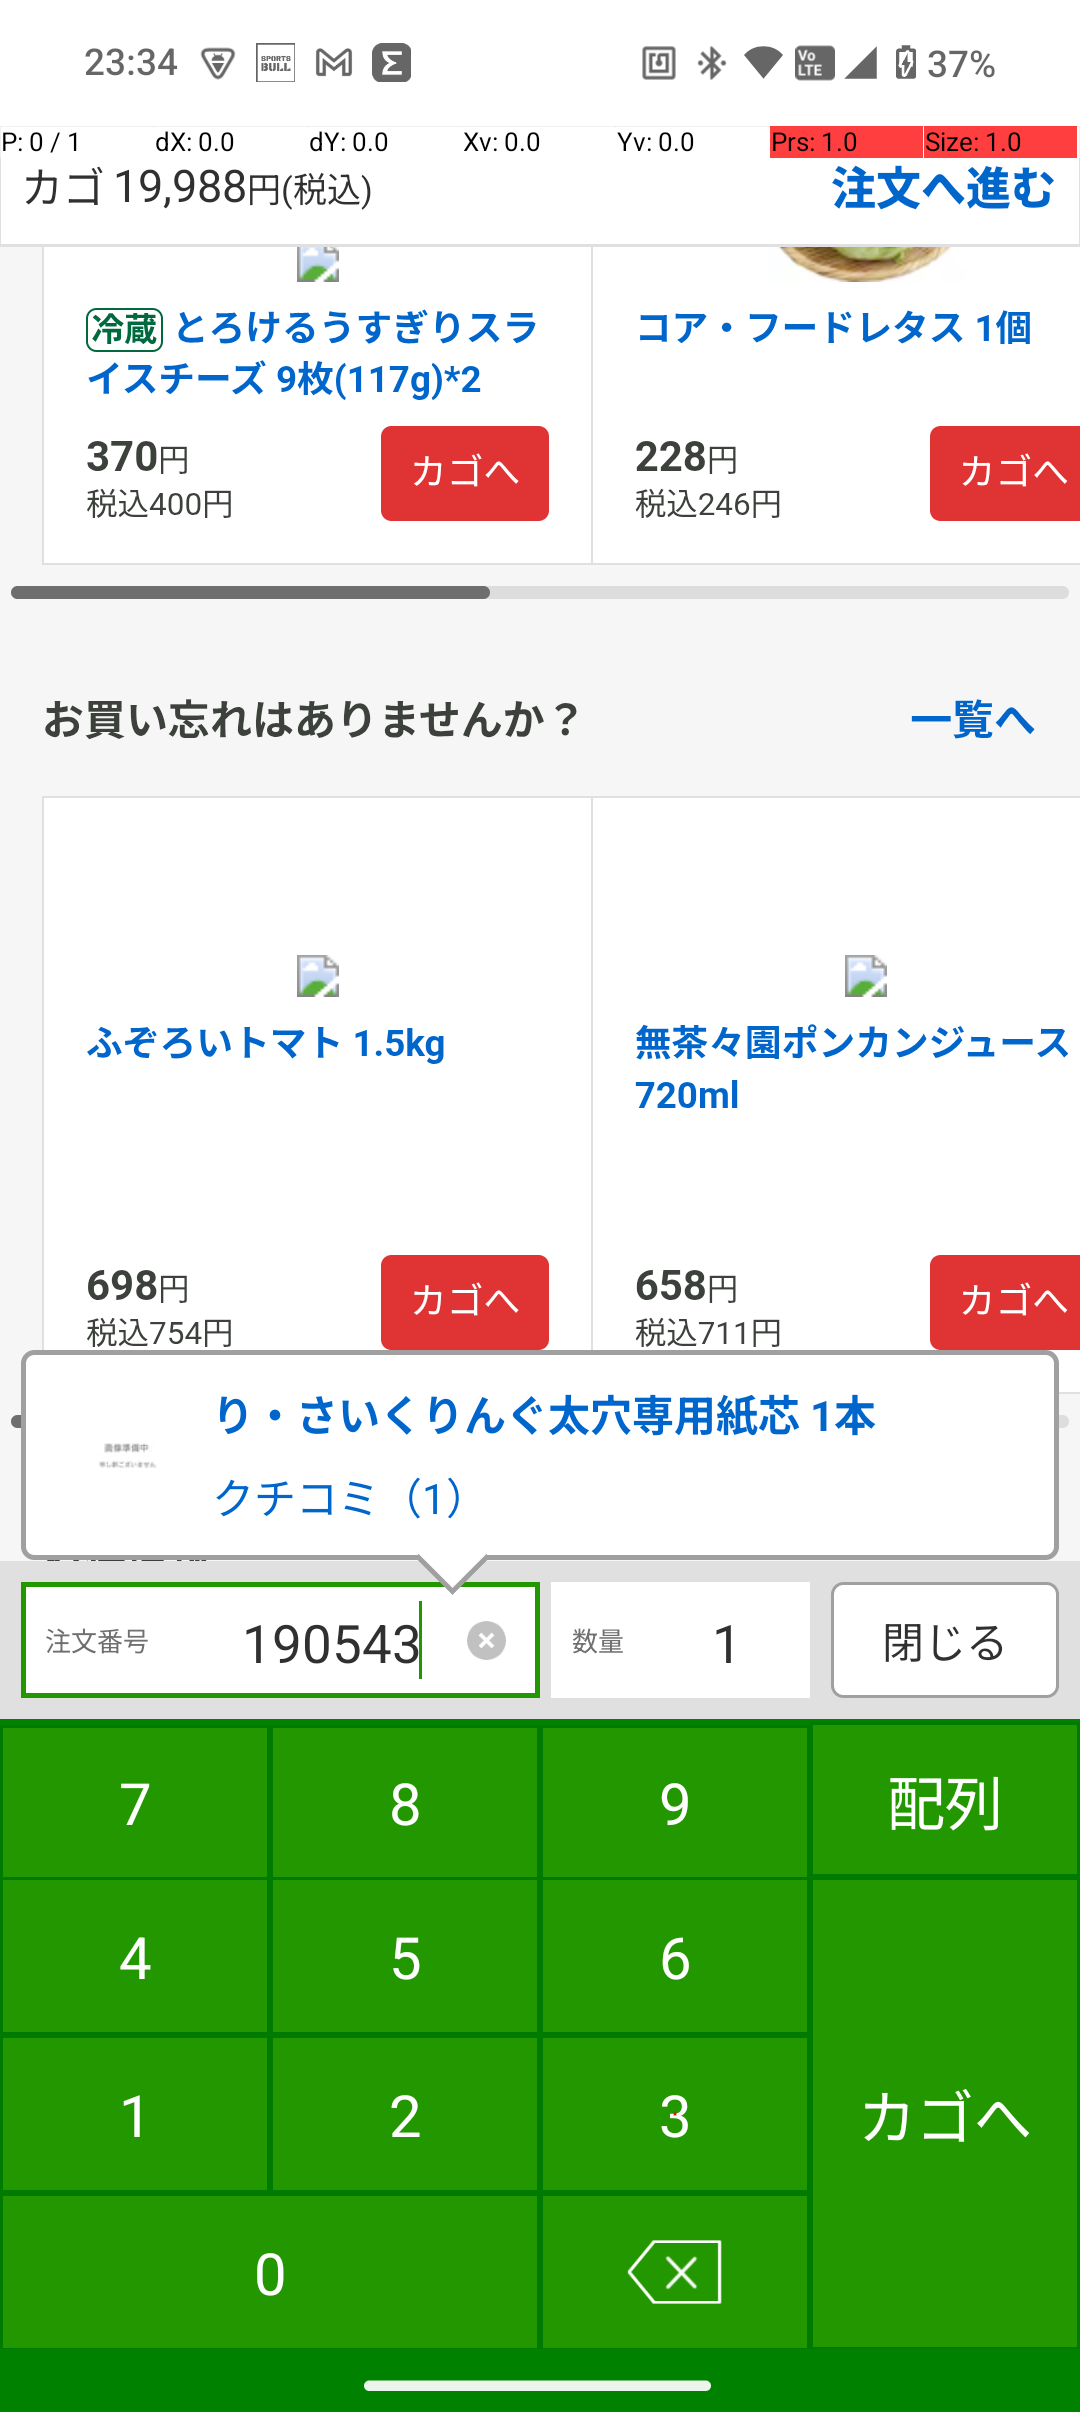 23:34
SPORTS BULL
Vo LTE
37%
P: 0 / 1 dX: 0.0 dY: 0.0 Xv: 0.0 Yv: 0.0 Prs: 1.0 Size: 1.0
カゴ 19,988円(税込) 注文へ進む
冷蔵 とろけるうすぎりスラ
イスチーズ 9枚(117g)*2
370円
税込400円
カゴへ
コア・フードレタス 1個
228円
税込246円
カゴへ
お買い忘れはありませんか？ 一覧へ
ふぞろいトマト 1.5kg
698円
税込754円
カゴへ
無茶々園ポンカンジュース
720ml
658円
税込711円
カゴへ
画像準備中
り・さいくりんぐ太穴専用紙芯 1本
クチコミ（1）
注文番号 190543 数量 1 閉じる
7 8 9 配列
4 5 6
1 2 3 カゴへ
0